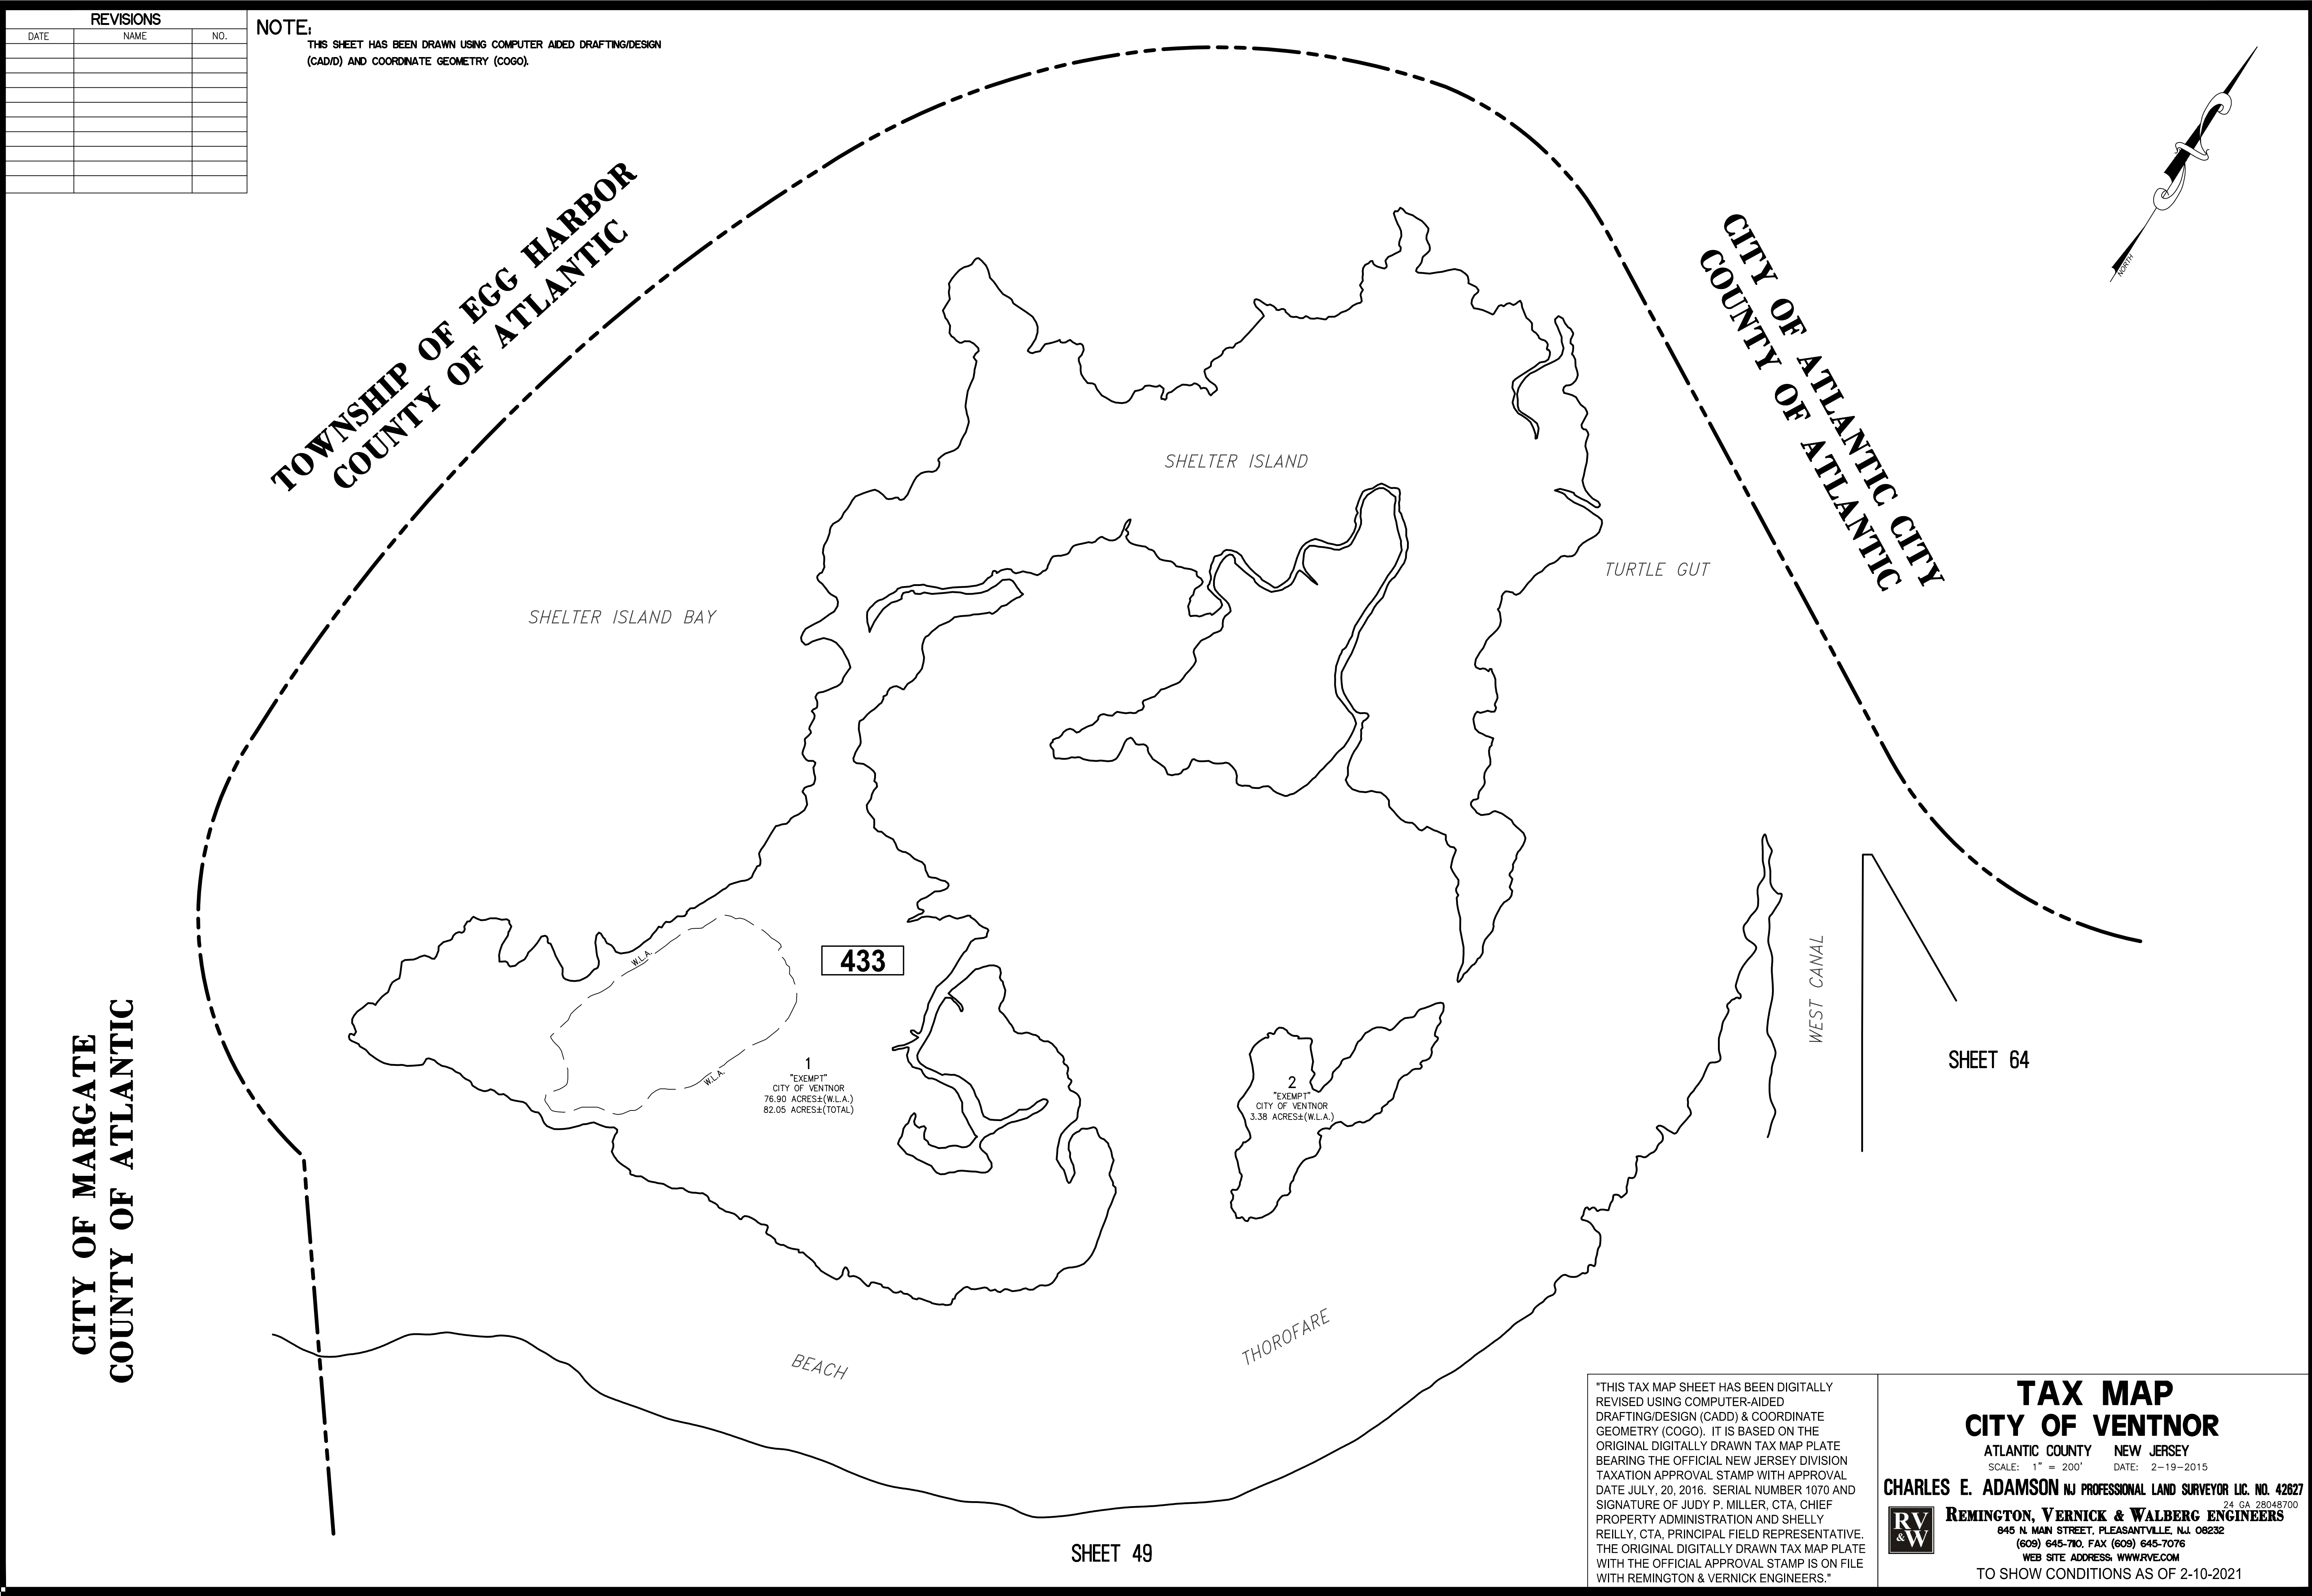 REVISIONS
DATE NAME NO.
NOTE:
THIS SHEET HAS BEEN DRAWN USING COMPUTER AIDED DRAFTING/DESIGN
(CAD/D) AND COORDINATE GEOMETRY (COGO).
TOWNSHIP OF EGG HARBOR
COUNTY OF ATLANTIC
NORTH
CITY OF ATLANTIC CITY
COUNTY OF ATLANTIC
SHELTER ISLAND
TURTLE GUT
SHELTER ISLAND BAY
W.L.A.
433
WEST CANAL
CITY OF MARGATE
COUNTY OF ATLANTIC
W.L.A.
1
"EXEMPT"
CITY OF VENTNOR
76.90 ACRES±(W.L.A.)
82.05 ACRES±(TOTAL)
2
"EXEMPT"
CITY OF VENTNOR
3.38 ACRES±(W.L.A.)
SHEET 64
BEACH
THOROFARE
SHEET 49
"THIS TAX MAP SHEET HAS BEEN DIGITALLY
REVISED USING COMPUTER-AIDED
DRAFTING/DESIGN (CADD) & COORDINATE
GEOMETRY (COGO). IT IS BASED ON THE
ORIGINAL DIGITALLY DRAWN TAX MAP PLATE
BEARING THE OFFICIAL NEW JERSEY DIVISION
TAXATION APPROVAL STAMP WITH APPROVAL
DATE JULY, 20, 2016. SERIAL NUMBER 1070 AND
SIGNATURE OF JUDY P. MILLER, CTA, CHIEF
PROPERTY ADMINISTRATION AND SHELLY
REILLY, CTA, PRINCIPAL FIELD REPRESENTATIVE.
THE ORIGINAL DIGITALLY DRAWN TAX MAP PLATE
WITH THE OFFICIAL APPROVAL STAMP IS ON FILE
WITH REMINGTON & VERNICK ENGINEERS."
TAX MAP
CITY OF VENTNOR
ATLANTIC COUNTY NEW JERSEY
SCALE: 1" = 200' DATE: 2-19-2015
CHARLES E. ADAMSON NJ PROFESSIONAL LAND SURVEYOR LIC. NO. 42627
24 GA 28048700
RV
&W
REMINGTON, VERNICK & WALBERG ENGINEERS
845 N. MAIN STREET, PLEASANTVILLE, N.J. 08232
(609) 645-7110, FAX (609) 645-7076
WEB SITE ADDRESS: WWW.RVE.COM
TO SHOW CONDITIONS AS OF 2-10-2021